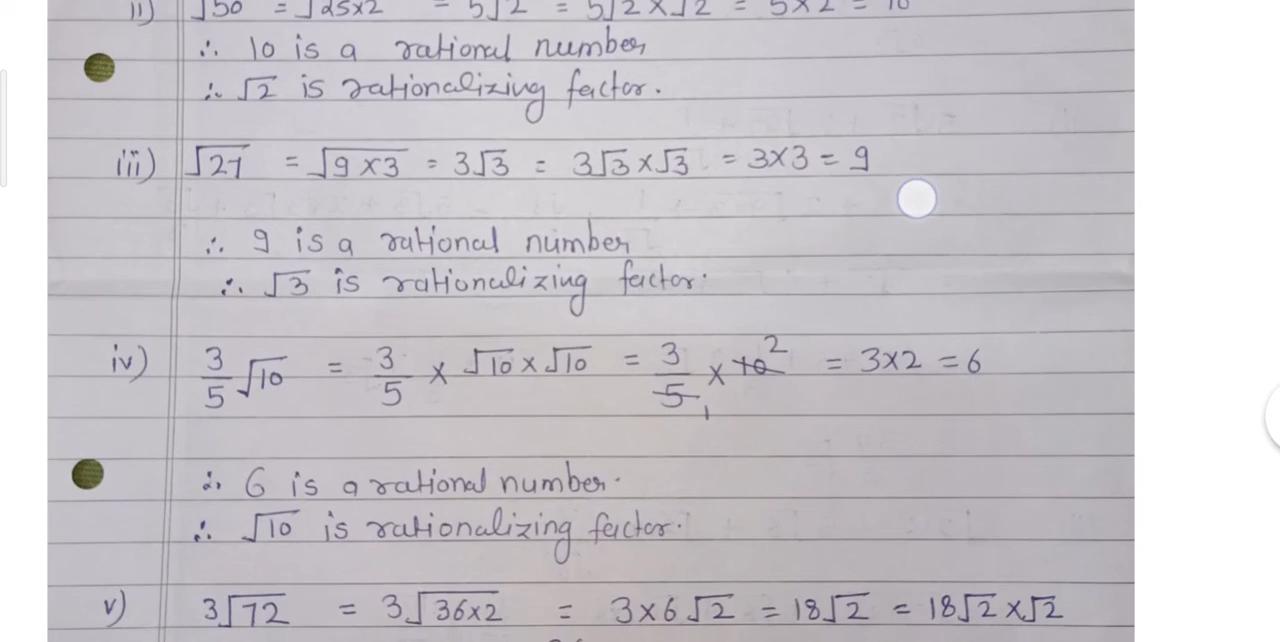 ii) √50 = √25×2 = 5√2 = 5√2×√2 = 5×2 = 10
∴ 10 is a rational number
∴ √2 is rationalizing factor.
iii) √27 = √9×3 = 3√3 = 3√3×√3 = 3×3 = 9
∴ 9 is a rational number
∴ √3 is rationalizing factor.
iv) 3/5 √10 = 3/5 × √10 × √10 = 3/5 1 × 10 2 = 3×2 = 6
∴ 6 is a rational number.
∴ √10 is rationalizing factor.
v) 3√72 = 3√36×2 = 3×6√2 = 18√2 = 18√2×√2